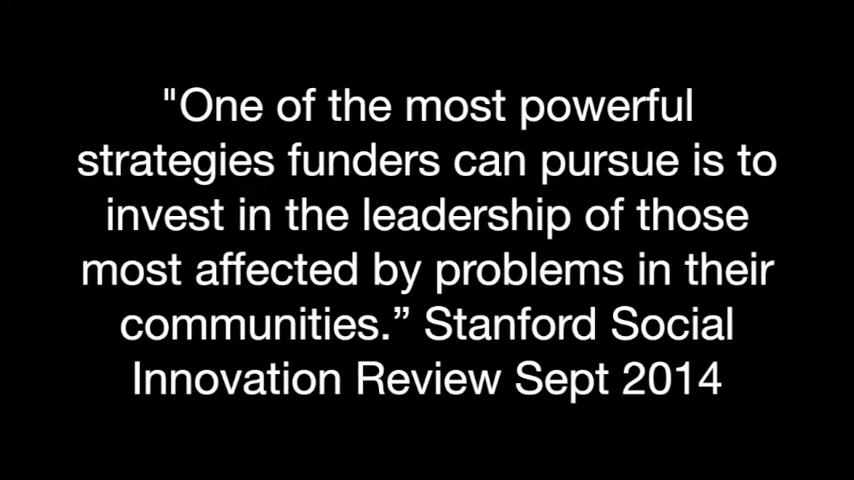 "One of the most powerful
strategies funders can pursue is to
invest in the leadership of those
most affected by problems in their
communities.” Stanford Social
Innovation Review Sept 2014